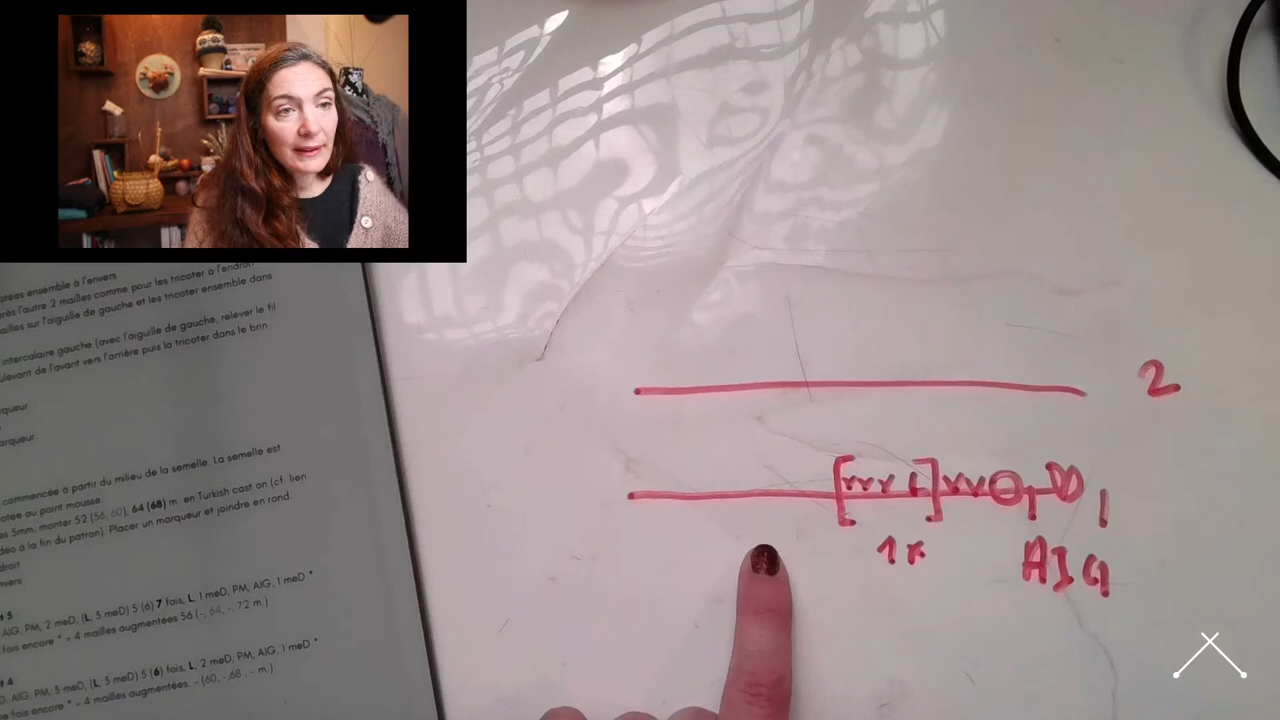 ées ensemble à l'envers
rès l'autre 2 mailles comme pour les tricoter à l'endroit
ailles sur l'aiguille de gauche et les tricoter ensemble dans
intercalaire gauche (avec l'aiguille de gauche, relever le fil
ulevant de l'avant vers l'arrière puis la tricoter dans le brin
rqueur
arqueur
commencée à partir du milieu de la semelle. La semelle est
otée au point mousse.
es 5mm, monter 52 (56, 60), 64 (68) m. en Turkish cast on (cf. lien
déo à la fin du patron). Placer un marqueur et joindre en rond.
droit
nvers
# 5
AIG, PM, 2 meD, (L, 3 meD) 5 (6) 7 fois, L, 1 meD, PM, AIG, 1 meD *
fois encore * = 4 mailles augmentées 56 (-, 64, -, 72 m.)
# 4
D, AIG, PM, 3 meD, (L, 3 meD) 5 (6) fois, L, 2 meD, PM, AIG, 1 meD *
e fois encore * = 4 mailles augmentées - (60, -,68 , - m.)
2
[vvv L] vv 1
1x AIG